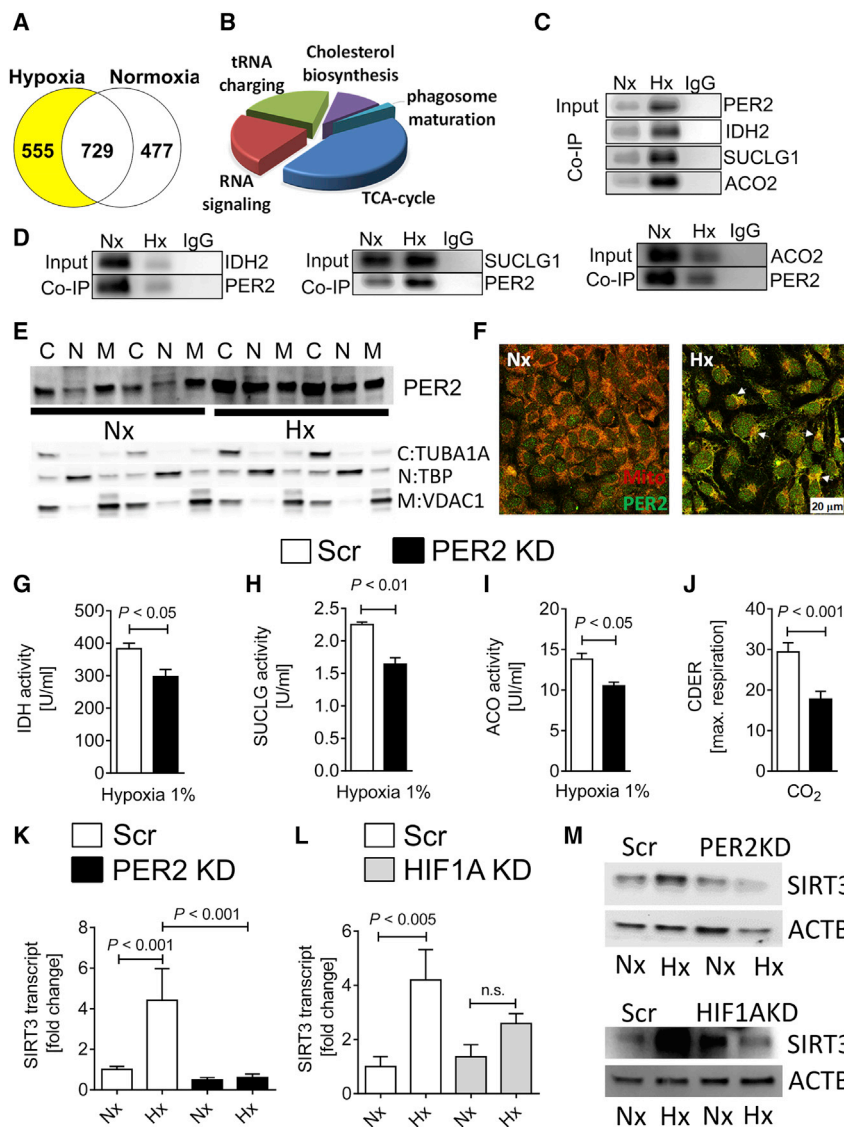 A
B
C
Hypoxia Normoxia
555 729 477
tRNA
charging
Cholesterol
biosynthesis
phagosome
maturation
RNA
signaling
TCA-cycle
Nx Hx IgG
Input PER2
Co-IP
IDH2
SUCLG1
ACO2
D
Nx Hx IgG
Input IDH2
Co-IP PER2
Nx Hx IgG
Input SUCLG1
Co-IP PER2
Nx Hx IgG
Input ACO2
Co-IP PER2
E
C N M C N M C N M C N M
PER2
Nx Hx
C:TUBA1A
N:TBP
M:VDAC1
F
Nx
Mito
PER2
Hx
20 µm
Scr PER2 KD
G
P < 0.05
IDH activity
[U/ml]
500
400
300
200
100
0
Hypoxia 1%
H
P < 0.01
SUCLG activity
[U/ml]
2.5
2.0
1.5
1.0
0.5
0.0
Hypoxia 1%
I
P < 0.05
ACO activity
[UI/ml]
20
15
10
5
0
Hypoxia 1%
J
P < 0.001
CDER
[max. respiration]
40
30
20
10
0
CO2
K
Scr
PER2 KD
P < 0.001
P < 0.001
SIRT3 transcript
[fold change]
8
6
4
2
0
Nx Hx Nx Hx
L
Scr
HIF1A KD
P < 0.005
n.s.
SIRT3 transcript
[fold change]
6
4
2
0
Nx Hx Nx Hx
M
Scr PER2KD
SIRT3
ACTB
Nx Hx Nx Hx
Scr HIF1AKD
SIRT3
ACTB
Nx Hx Nx Hx